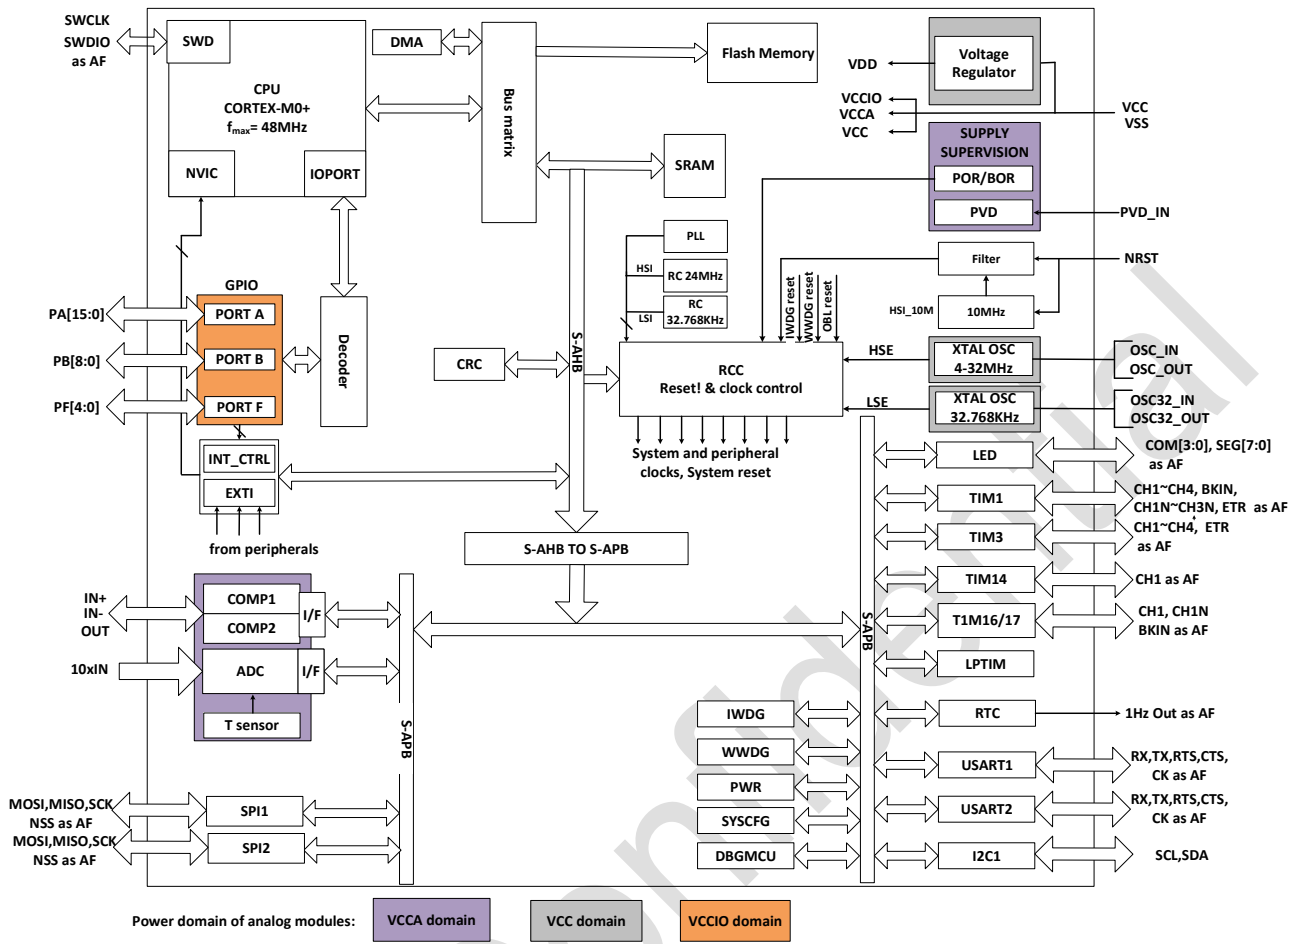 SWCLK
SWDIO
as AF
SWD
CPU
CORTEX-M0+
fmax= 48MHz
NVIC
IOPORT
DMA
Bus matrix
Flash Memory
SRAM
Voltage
Regulator
VDD
VCCIO
VCCA
VCC
VCC
VSS
SUPPLY
SUPERVISION
POR/BOR
PVD
PVD_IN
PLL
HSI
RC 24MHz
LSI
RC
32.768KHz
Filter
NRST
HSI_10M
10MHz
IWDG reset
WWDG reset
OBL reset
GPIO
PA[15:0]
PORT A
PB[8:0]
PORT B
PF[4:0]
PORT F
Decoder
CRC
S-AHB
RCC
Reset! & clock control
HSE
XTAL OSC
4-32MHz
OSC_IN
OSC_OUT
LSE
XTAL OSC
32.768KHz
OSC32_IN
OSC32_OUT
System and peripheral
clocks, System reset
INT_CTRL
EXTI
from peripherals
S-AHB TO S-APB
LED
COM[3:0], SEG[7:0]
as AF
TIM1
CH1~CH4, BKIN,
CH1N~CH3N, ETR as AF
TIM3
CH1~CH4, ETR
as AF
TIM14
CH1 as AF
T1M16/17
CH1, CH1N
BKIN as AF
LPTIM
IN+
IN-
OUT
COMP1
COMP2
I/F
10xIN
ADC
I/F
T sensor
S-APB
S-APB
IWDG
WWDG
PWR
SYSCFG
DBGMCU
RTC
1Hz Out as AF
USART1
RX,TX,RTS,CTS,
CK as AF
USART2
RX,TX,RTS,CTS,
CK as AF
I2C1
SCL,SDA
MOSI,MISO,SCK
NSS as AF
SPI1
MOSI,MISO,SCK
NSS as AF
SPI2
Power domain of analog modules:
VCCA domain
VCC domain
VCCIO domain